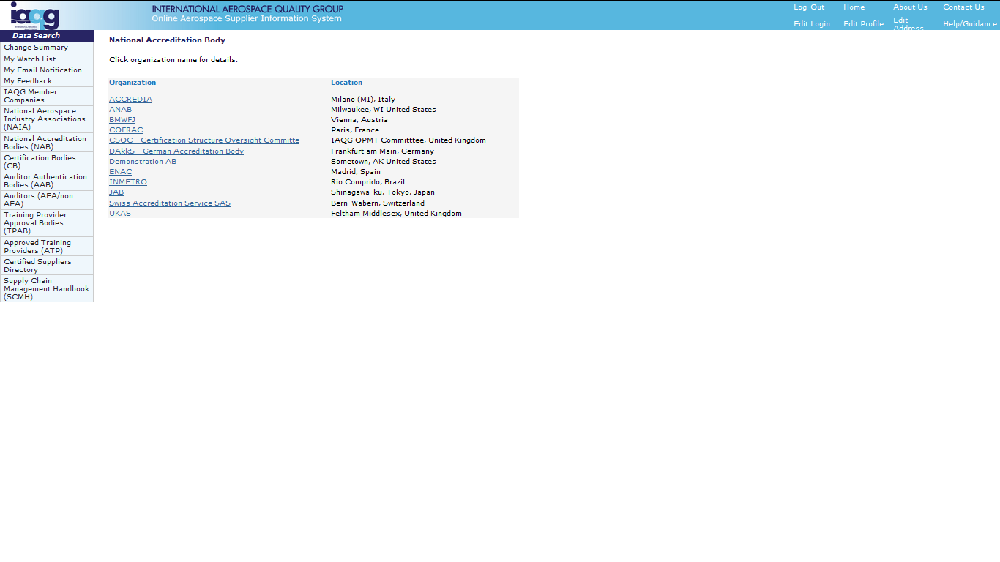 iaqg
INTERNATIONAL AEROSPACE QUALITY GROUP
Online Aerospace Supplier Information System
Log-Out Home About Us Contact Us
Edit Login Edit Profile Edit Address Help/Guidance
Data Search
Change Summary
My Watch List
My Email Notification
My Feedback
IAQG Member
Companies
National Aerospace
Industry Associations
(NAIA)
National Accreditation
Bodies (NAB)
Certification Bodies
(CB)
Auditor Authentication
Bodies (AAB)
Auditors (AEA/non
AEA)
Training Provider
Approval Bodies
(TPAB)
Approved Training
Providers (ATP)
Certified Suppliers
Directory
Supply Chain
Management Handbook
(SCMH)
National Accreditation Body
Click organization name for details.
Organization Location
ACCREDIA Milano (MI), Italy
ANAB Milwaukee, WI United States
BMWFJ Vienna, Austria
COFRAC Paris, France
CSOC - Certification Structure Oversight Committe IAQG OPMT Committtee, United Kingdom
DAkkS - German Accreditation Body Frankfurt am Main, Germany
Demonstration AB Sometown, AK United States
ENAC Madrid, Spain
INMETRO Rio Comprido, Brazil
JAB Shinagawa-ku, Tokyo, Japan
Swiss Accreditation Service SAS Bern-Wabern, Switzerland
UKAS Feltham Middlesex, United Kingdom